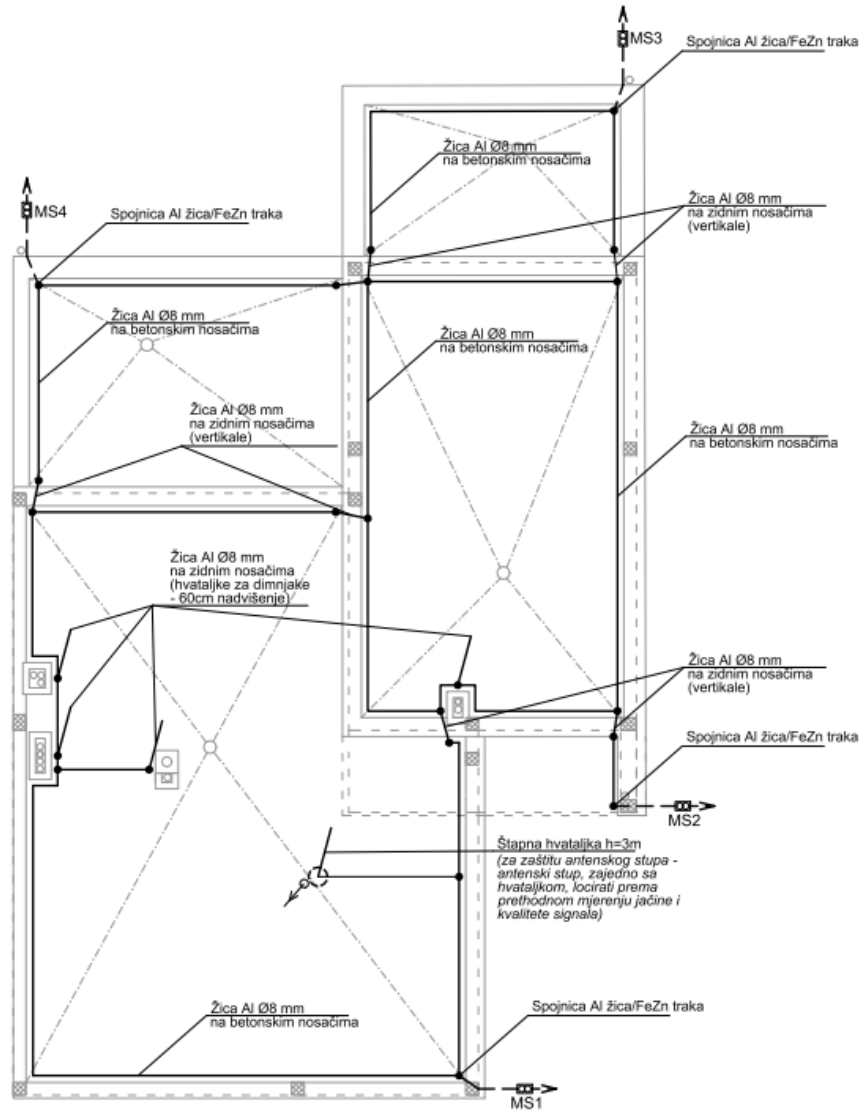 MS3
Spojnica Al žica/FeZn traka
Žica Al Ø8 mm
na betonskim nosačima
MS4
Spojnica Al žica/FeZn traka
Žica Al Ø8 mm
na zidnim nosačima
(vertikale)
Žica Al Ø8 mm
na betonskim nosačima
Žica Al Ø8 mm
na betonskim nosačima
Žica Al Ø8 mm
na zidnim nosačima
(vertikale)
Žica Al Ø8 mm
na betonskim nosačima
Žica Al Ø8 mm
na zidnim nosačima
(hvataljke za dimnjake
- 60cm nadvišenje)
Žica Al Ø8 mm
na zidnim nosačima
(vertikale)
Spojnica Al žica/FeZn traka
MS2
Štapna hvataljka h=3m
(za zaštitu antenskog stupa -
antenski stup, zajedno sa
hvataljkom, locirati prema
prethodnom mjerenju jačine i
kvalitete signala)
Žica Al Ø8 mm
na betonskim nosačima
Spojnica Al žica/FeZn traka
MS1